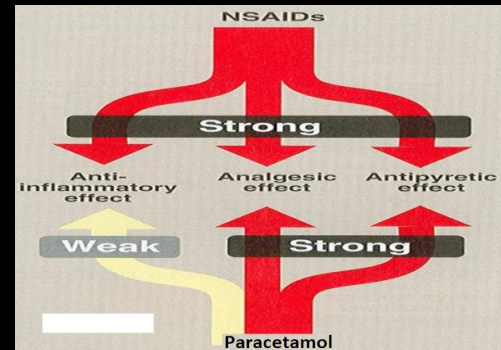 NSAIDs
Strong
Anti-
inflammatory
effect
Analgesic
effect
Antipyretic
effect
Weak
Strong
Paracetamol